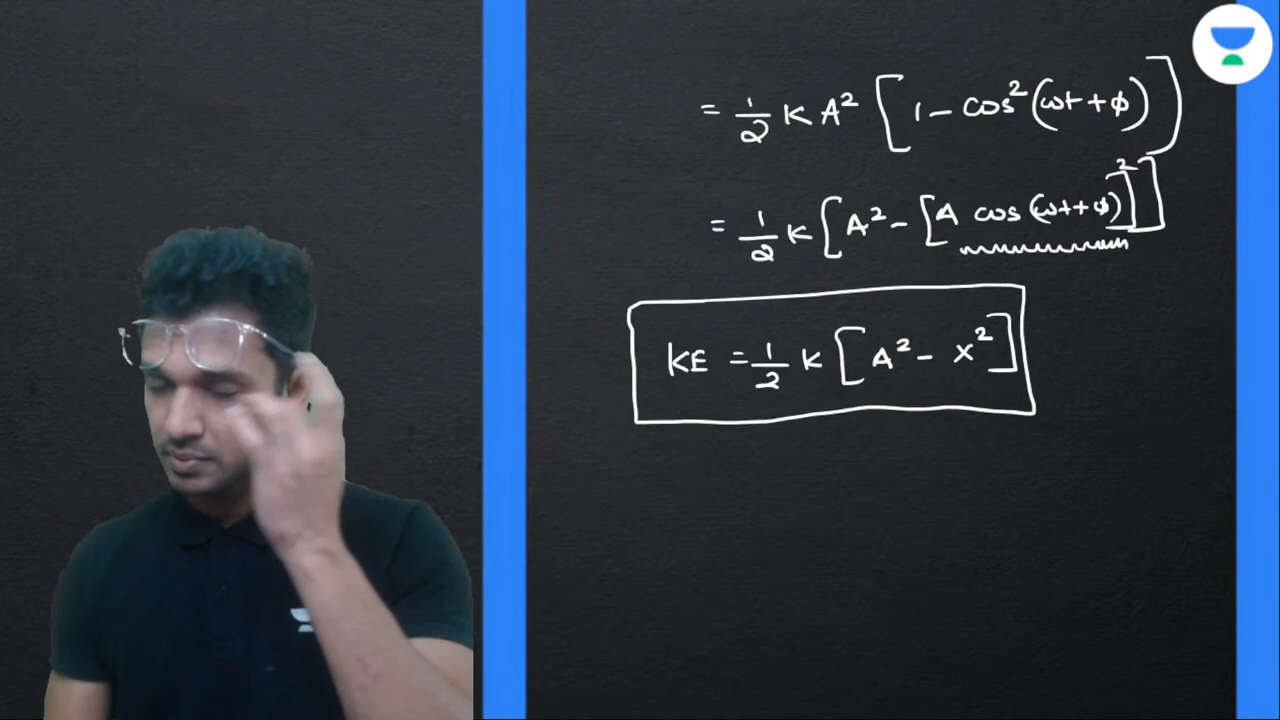 = 1/2 K A² [1 - cos² (ωt + φ)]
= 1/2 K [A² - [A cos (ωt + φ)]²]
KE = 1/2 K [A² - x²]